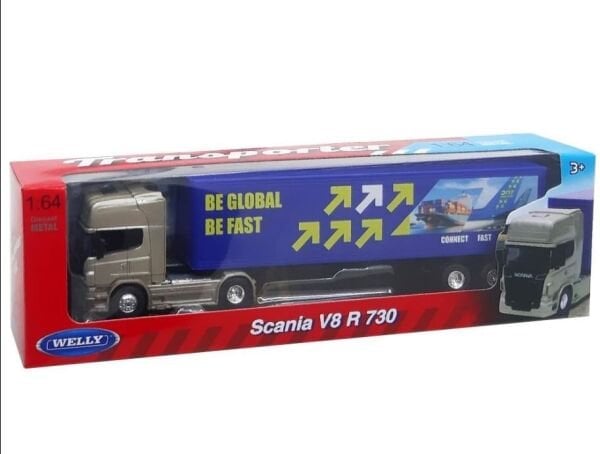 Transporter
1:64
Diecast
METAL
3+
BE GLOBAL
BE FAST
CONNECT FAST
SCANIA
Scania V8 R 730
WELLY